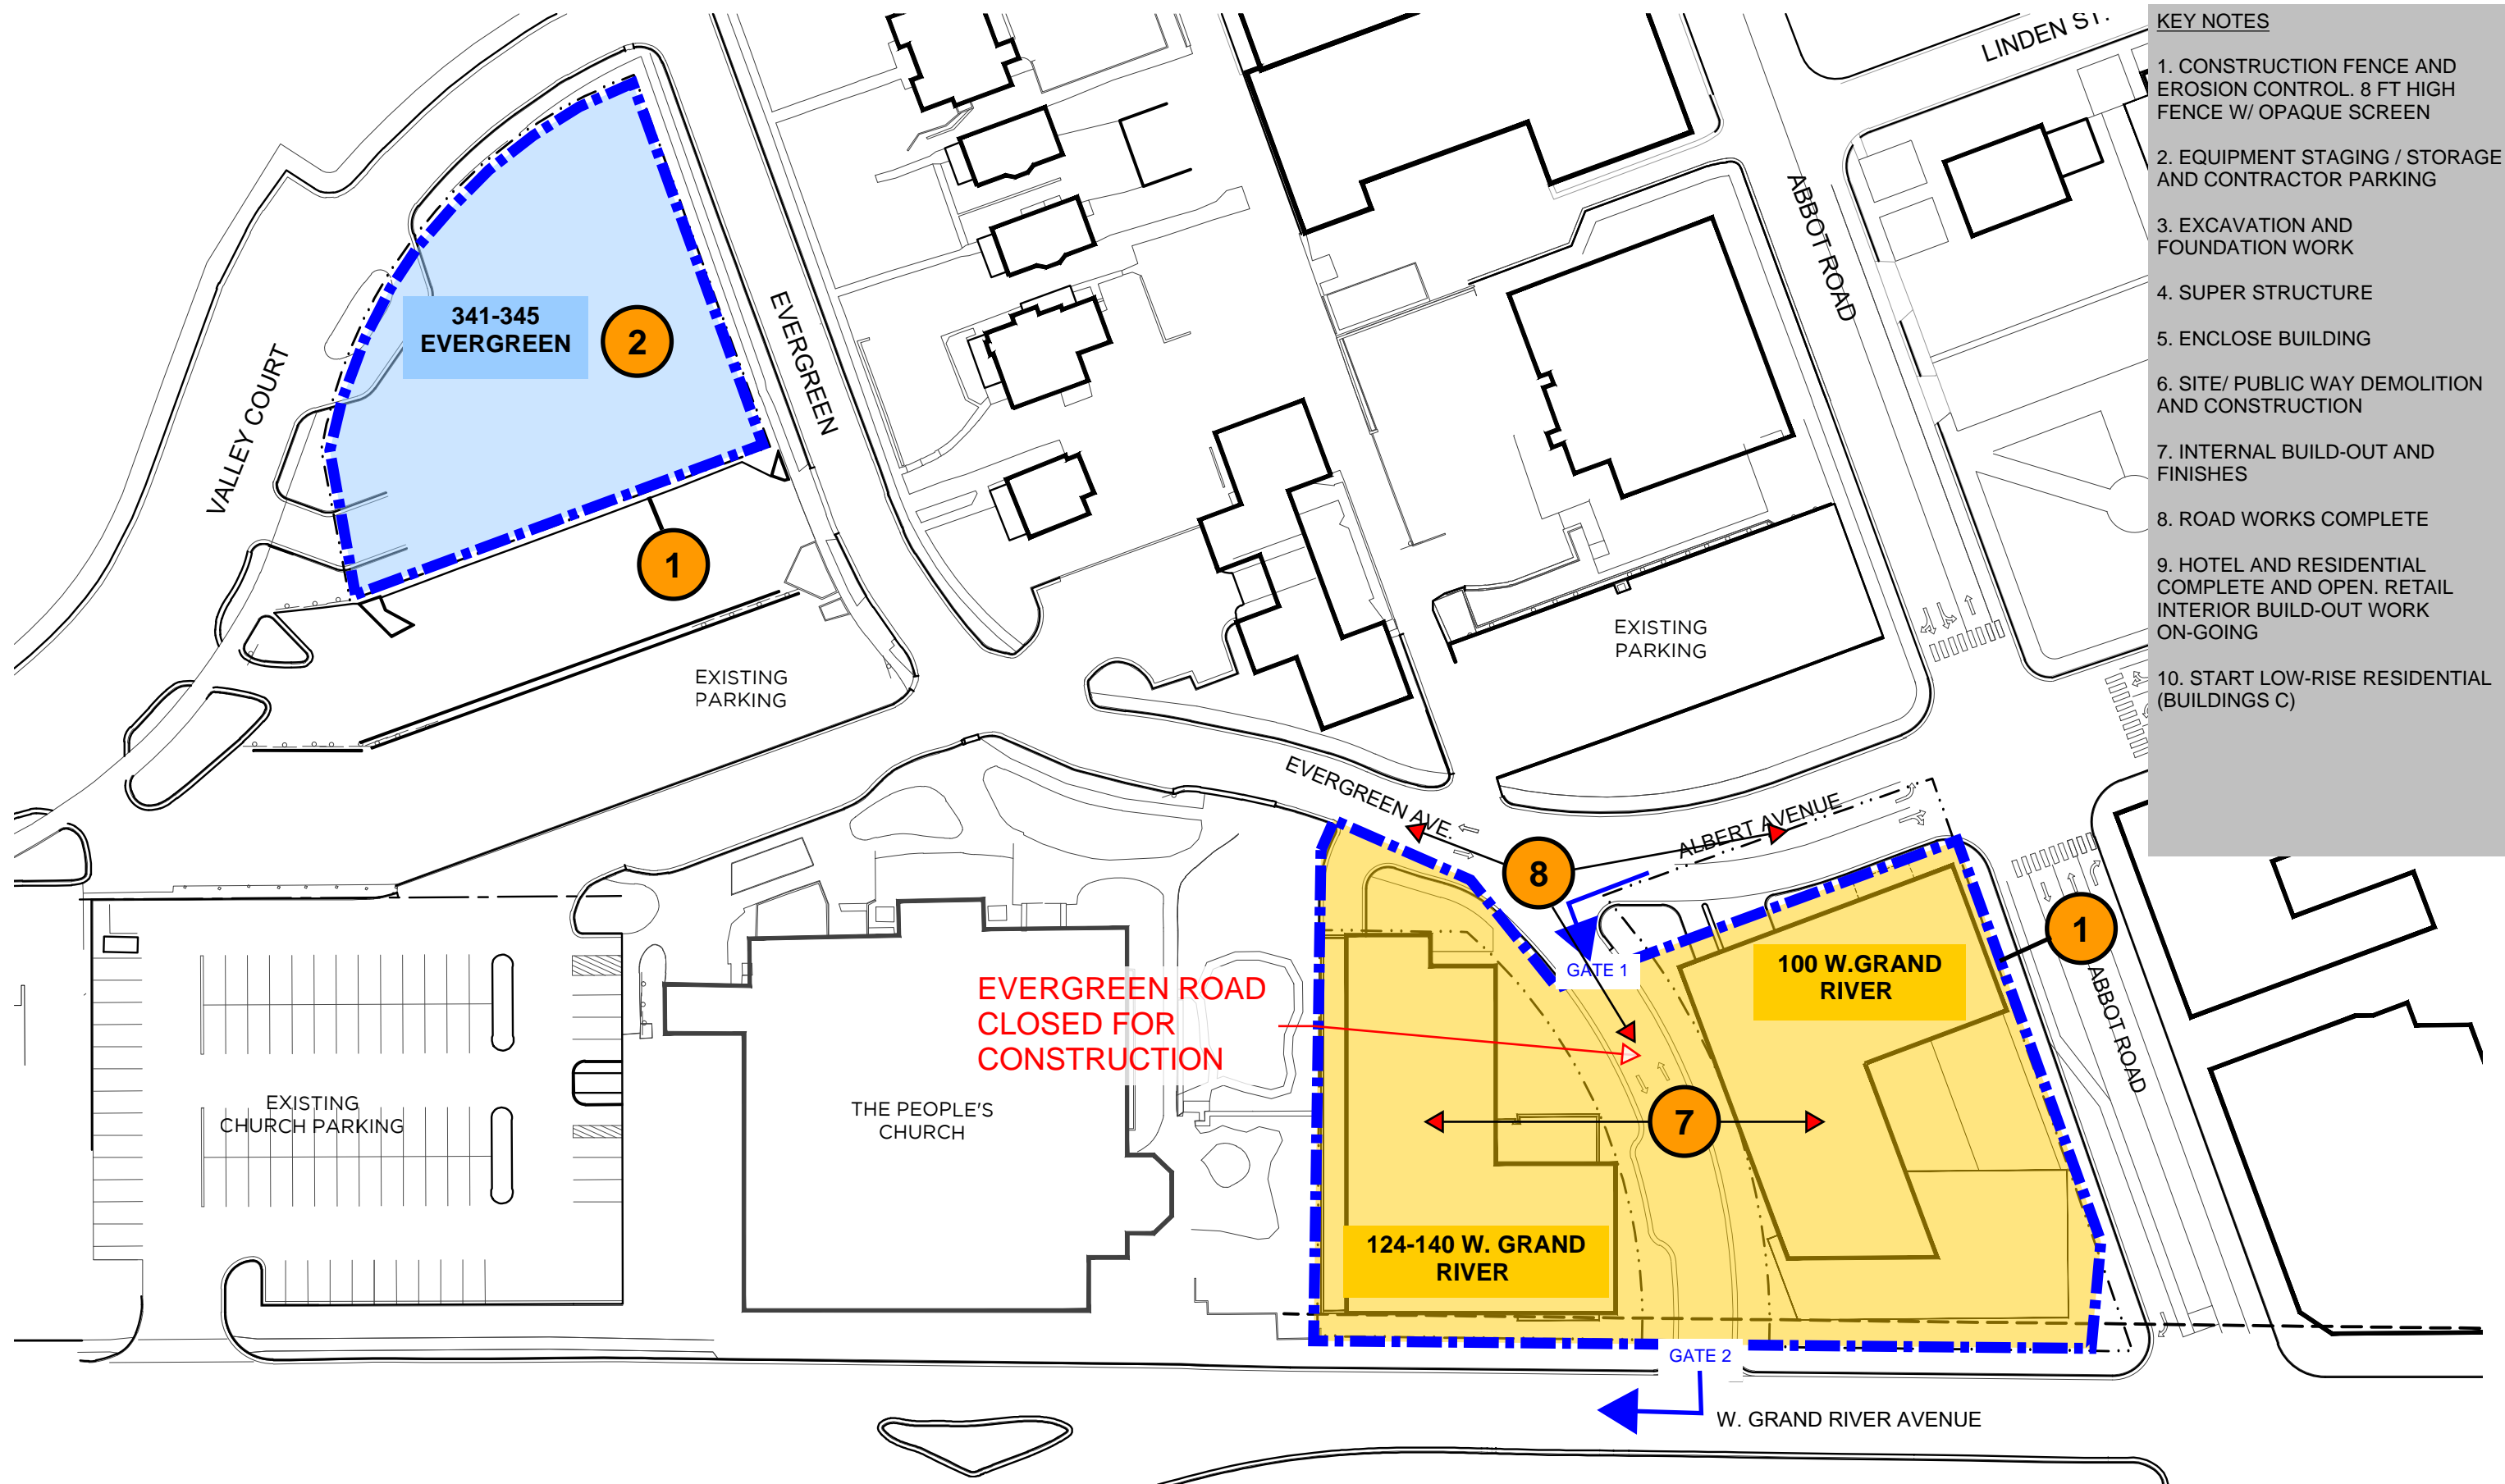 KEY NOTES
1. CONSTRUCTION FENCE AND
EROSION CONTROL. 8 FT HIGH
FENCE W/ OPAQUE SCREEN
2. EQUIPMENT STAGING / STORAGE
AND CONTRACTOR PARKING
3. EXCAVATION AND
FOUNDATION WORK
4. SUPER STRUCTURE
5. ENCLOSE BUILDING
6. SITE/ PUBLIC WAY DEMOLITION
AND CONSTRUCTION
7. INTERNAL BUILD-OUT AND
FINISHES
8. ROAD WORKS COMPLETE
9. HOTEL AND RESIDENTIAL
COMPLETE AND OPEN. RETAIL
INTERIOR BUILD-OUT WORK
ON-GOING
10. START LOW-RISE RESIDENTIAL
(BUILDINGS C)
LINDEN ST.
ABBOT ROAD
EVERGREEN
VALLEY COURT
341-345
EVERGREEN
2
1
EXISTING
PARKING
EXISTING
PARKING
EVERGREEN AVE.
ALBERT AVENUE
8
1
ABBOT ROAD
GATE 1
100 W.GRAND
RIVER
EVERGREEN ROAD
CLOSED FOR
CONSTRUCTION
7
EXISTING
CHURCH PARKING
THE PEOPLE'S
CHURCH
124-140 W. GRAND
RIVER
GATE 2
W. GRAND RIVER AVENUE